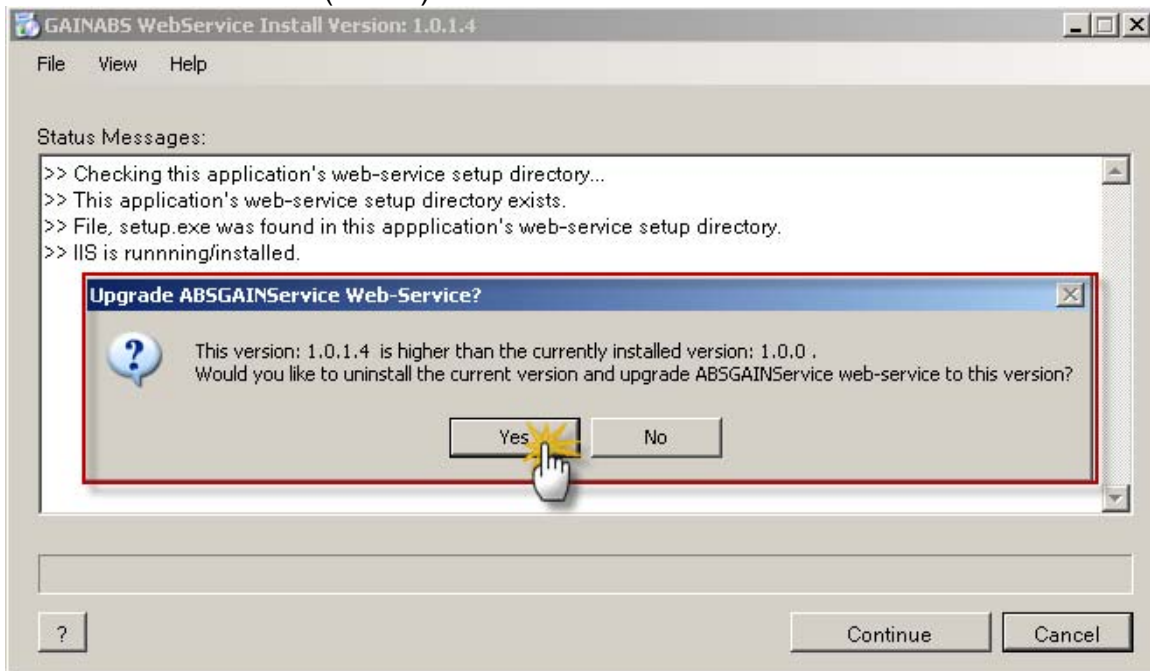 GAINABS WebService Install Version: 1.0.1.4
File View Help
Status Messages:
>> Checking this application's web-service setup directory...
>> This application's web-service setup directory exists.
>> File, setup.exe was found in this appplication's web-service setup directory.
>> IIS is runnning/installed.
Upgrade ABSGAINService Web-Service?
This version: 1.0.1.4 is higher than the currently installed version: 1.0.0 .
Would you like to uninstall the current version and upgrade ABSGAINService web-service to this version?
Yes No
? Continue Cancel